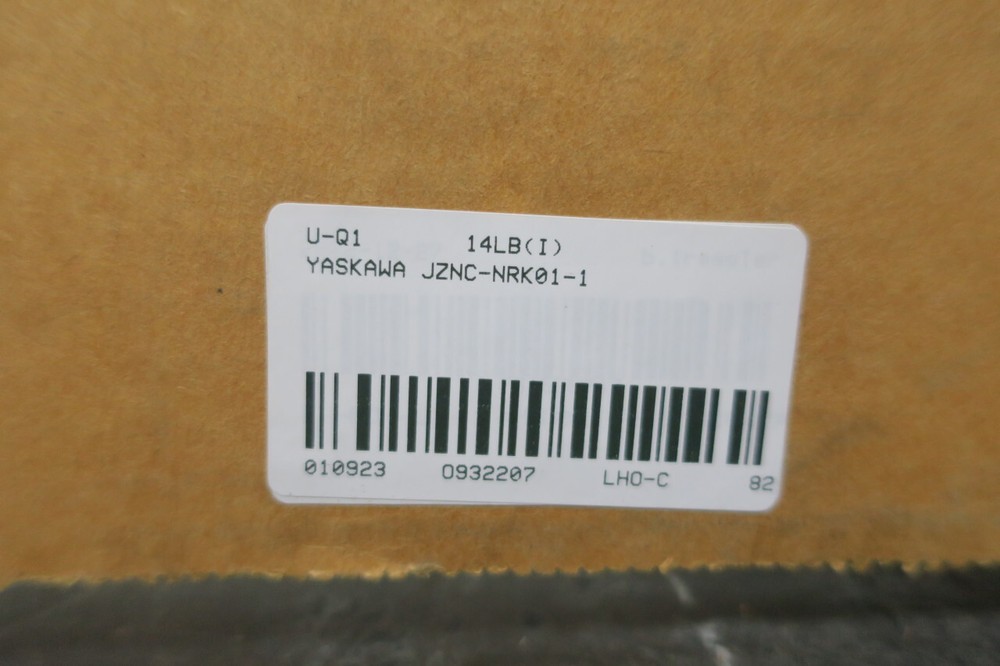 U-Q1 14LB(I)
YASKAWA JZNC-NRK01-1
010923 0932207 LHO-C 82